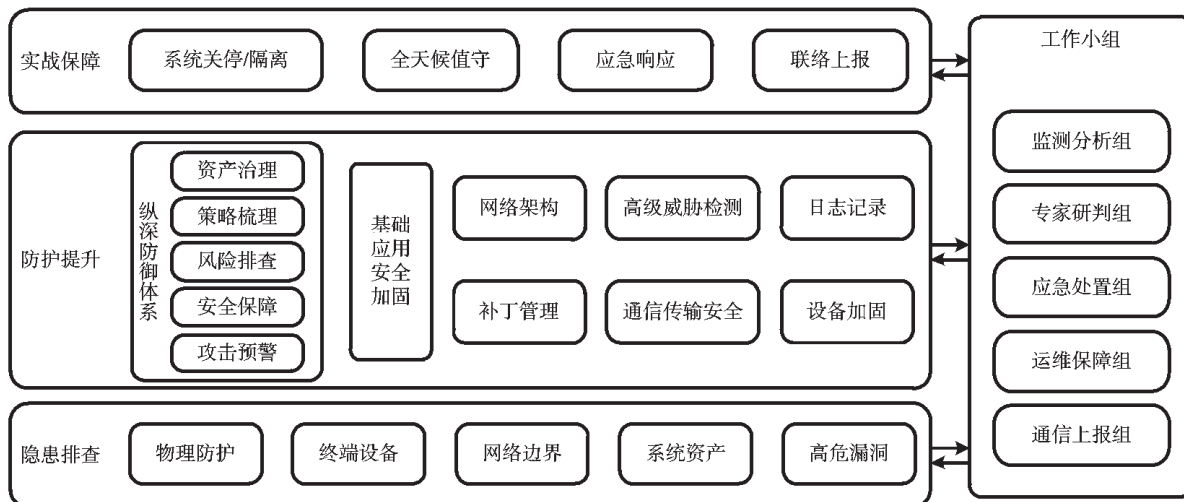 实战保障
系统关停/隔离
全天候值守
应急响应
联络上报
防护提升
纵深防御体系
资产治理
策略梳理
风险排查
安全保障
攻击预警
基础
应用
安全
加固
网络架构
高级威胁检测
日志记录
补丁管理
通信传输安全
设备加固
隐患排查
物理防护
终端设备
网络边界
系统资产
高危漏洞
工作小组
监测分析组
专家研判组
应急处置组
运维保障组
通信上报组